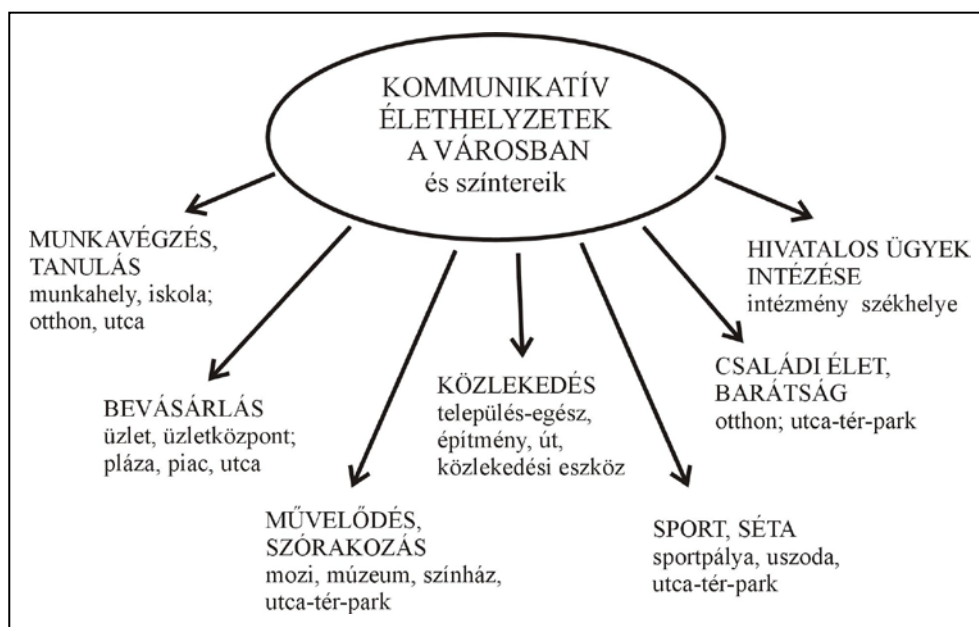 KOMMUNIKATÍV
ÉLETHELYZETEK
A VÁROSBAN
és színtereik
MUNKAVÉGZÉS,
TANULÁS
munkahely, iskola;
otthon, utca
BEVÁSÁRLÁS
üzlet, üzletközpont;
pláza, piac, utca
MŰVELŐDÉS,
SZÓRAKOZÁS
mozi, múzeum, színház,
utca-tér-park
KÖZLEKEDÉS
település-egész,
építmény, út,
közlekedési eszköz
SPORT, SÉTA
sportpálya, uszoda,
utca-tér-park
CSALÁDI ÉLET,
BARÁTSÁG
otthon; utca-tér-park
HIVATALOS ÜGYEK
INTÉZÉSE
intézmény székhelye